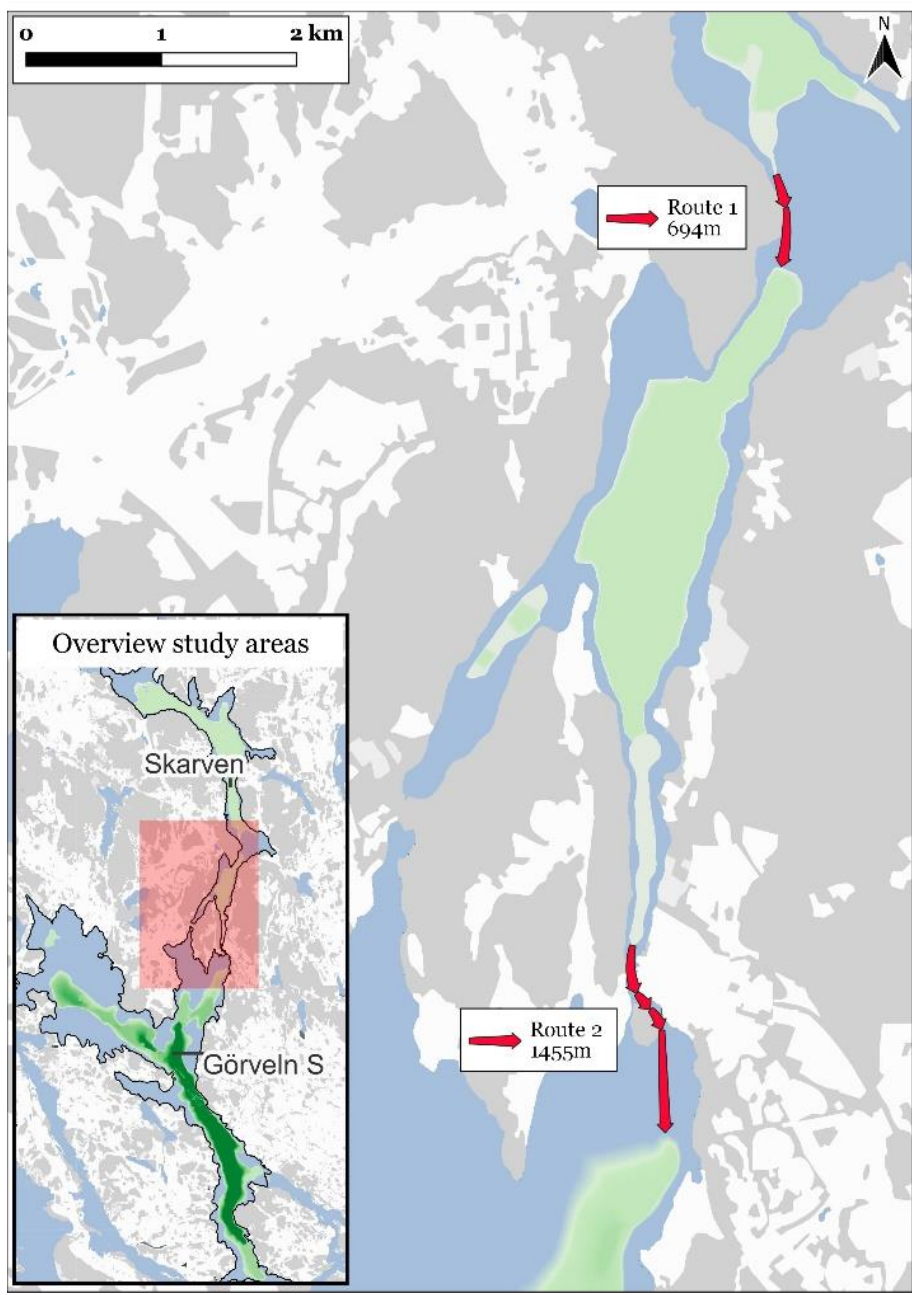 0 1 2 km
N
Route 1
694m
Overview study areas
Skarven
Görveln S
Route 2
1455m